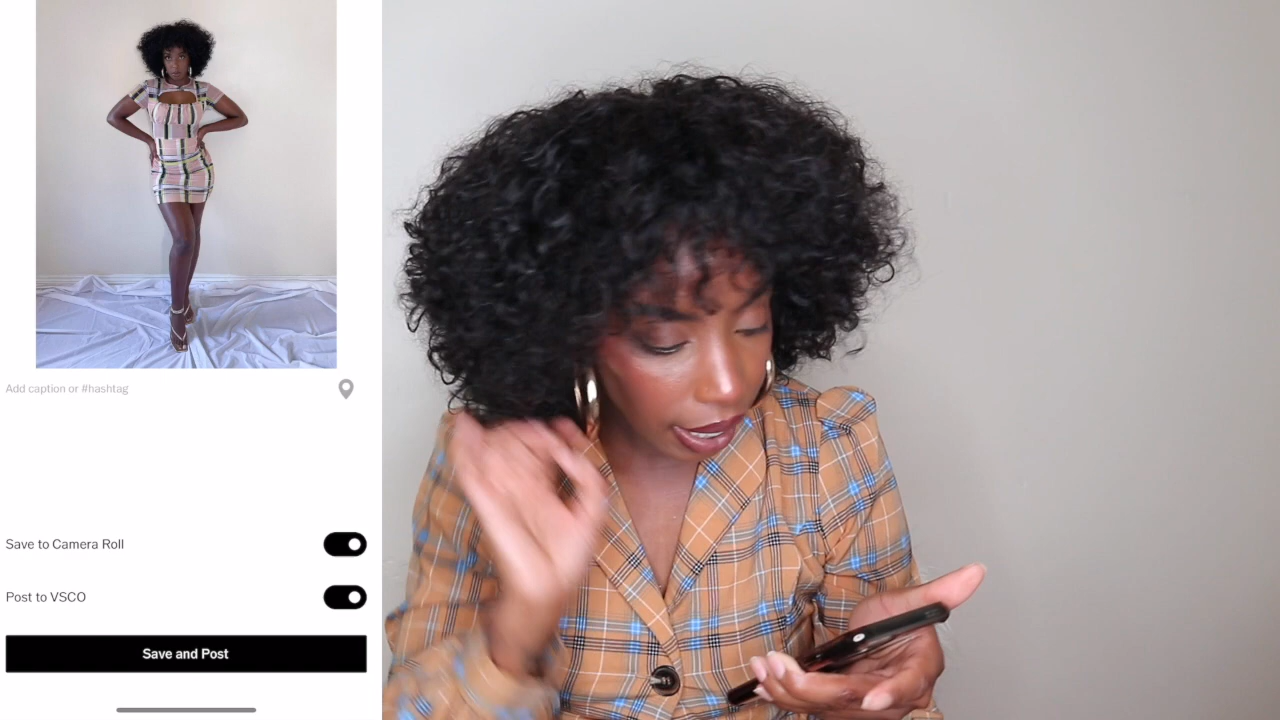 Add caption or #hashtag
Save to Camera Roll
Post to VSCO
Save and Post